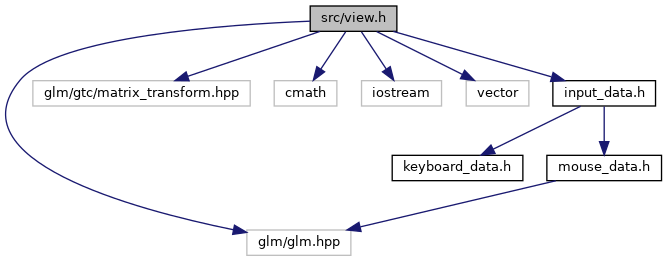 src/view.h
glm/gtc/matrix_transform.hpp
cmath
iostream
vector
input_data.h
keyboard_data.h
mouse_data.h
glm/glm.hpp